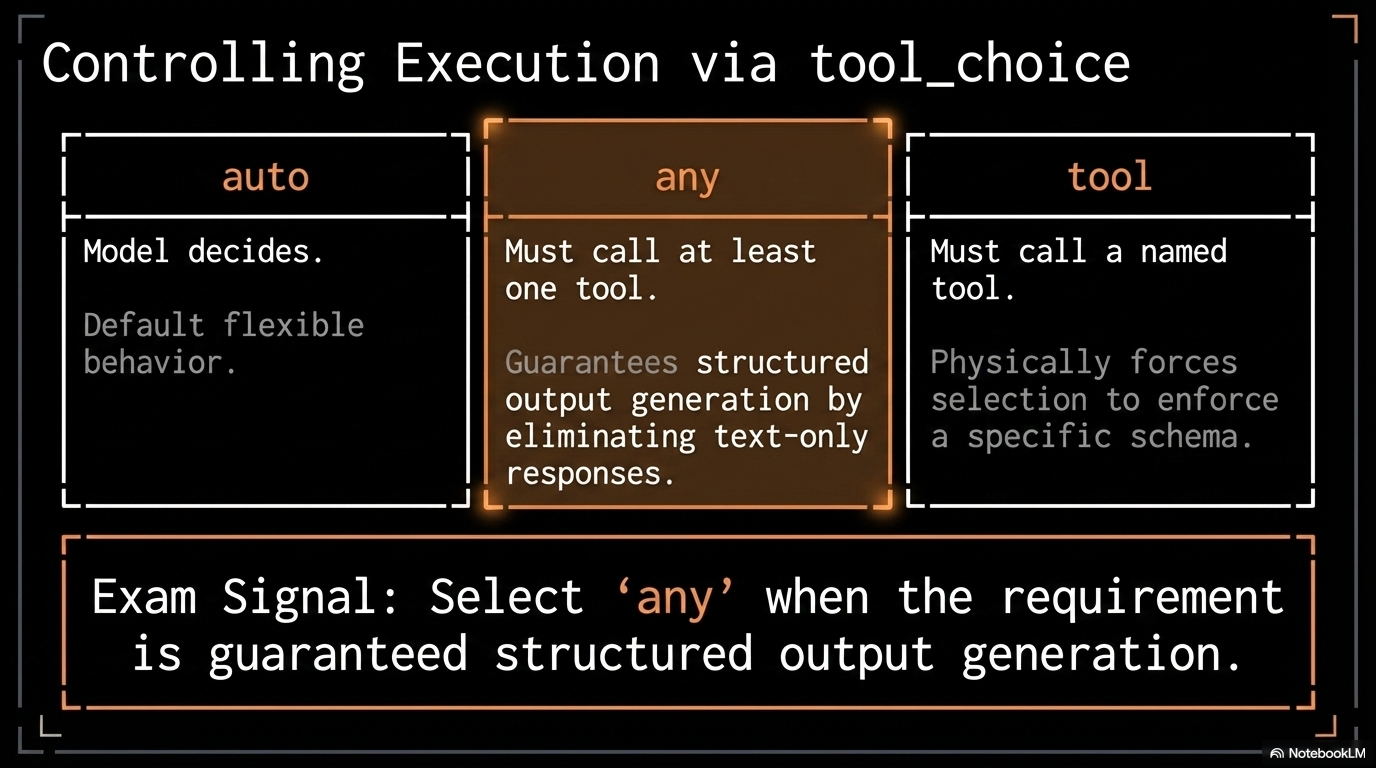 Controlling Execution via tool_choice
auto
Model decides.
Default flexible
behavior.
any
Must call at least
one tool.
Guarantees structured
output generation by
eliminating text-only
responses.
tool
Must call a named
tool.
Physically forces
selection to enforce
a specific schema.
Exam Signal: Select ‘any’ when the requirement
is guaranteed structured output generation.
NotebookLM